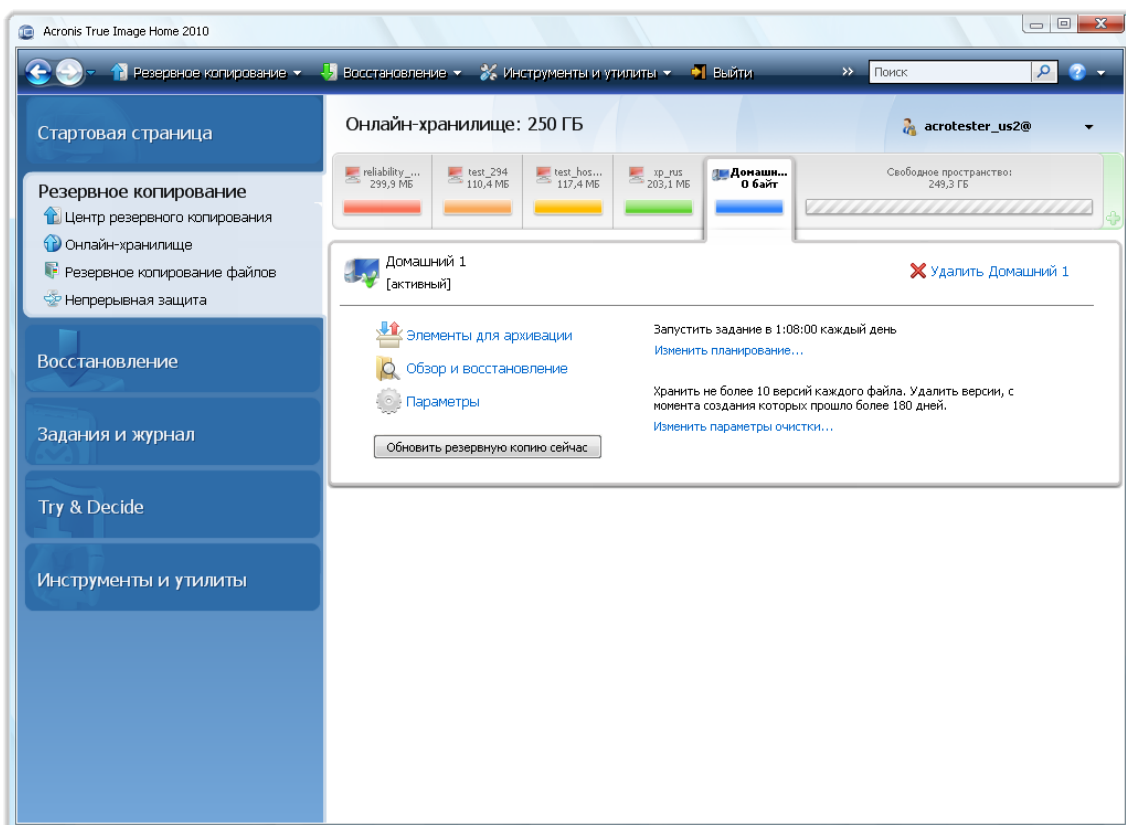 Acronis True Image Home 2010
Резервное копирование
Восстановление
Инструменты и утилиты
Выйти
Поиск
Стартовая страница
Резервное копирование
Центр резервного копирования
Онлайн-хранилище
Резервное копирование файлов
Непрерывная защита
Восстановление
Задания и журнал
Try & Decide
Инструменты и утилиты
Онлайн-хранилище: 250 ГБ
acrotester_us2@
reliability_...
299,9 МБ
test_294
110,4 МБ
test_hos...
117,4 МБ
xp_rus
203,1 МБ
Домашн...
0 байт
Свободное пространство:
249,3 ГБ
Домашний 1
[активный]
Удалить Домашний 1
Элементы для архивации
Обзор и восстановление
Параметры
Обновить резервную копию сейчас
Запустить задание в 1:08:00 каждый день
Изменить планирование...
Хранить не более 10 версий каждого файла. Удалить версии, с
момента создания которых прошло более 180 дней.
Изменить параметры очистки...